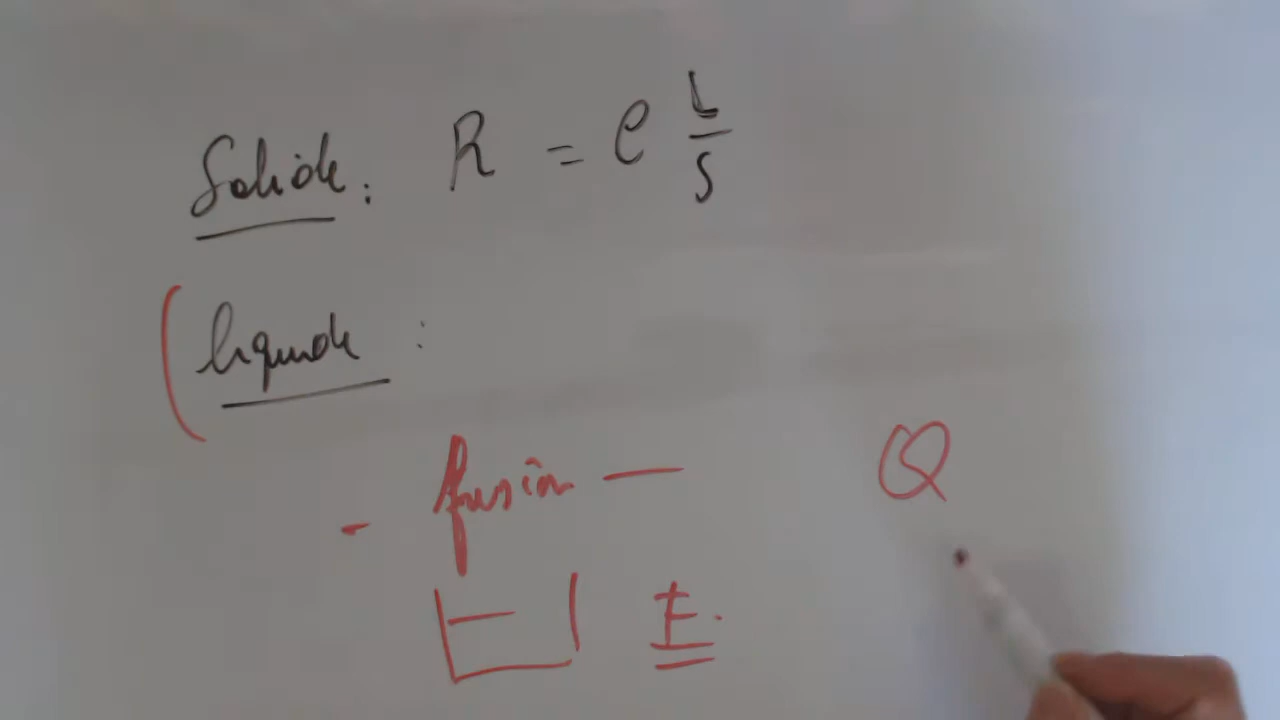 Solide : R = ρ L/S
liquide :
- fusion — Q